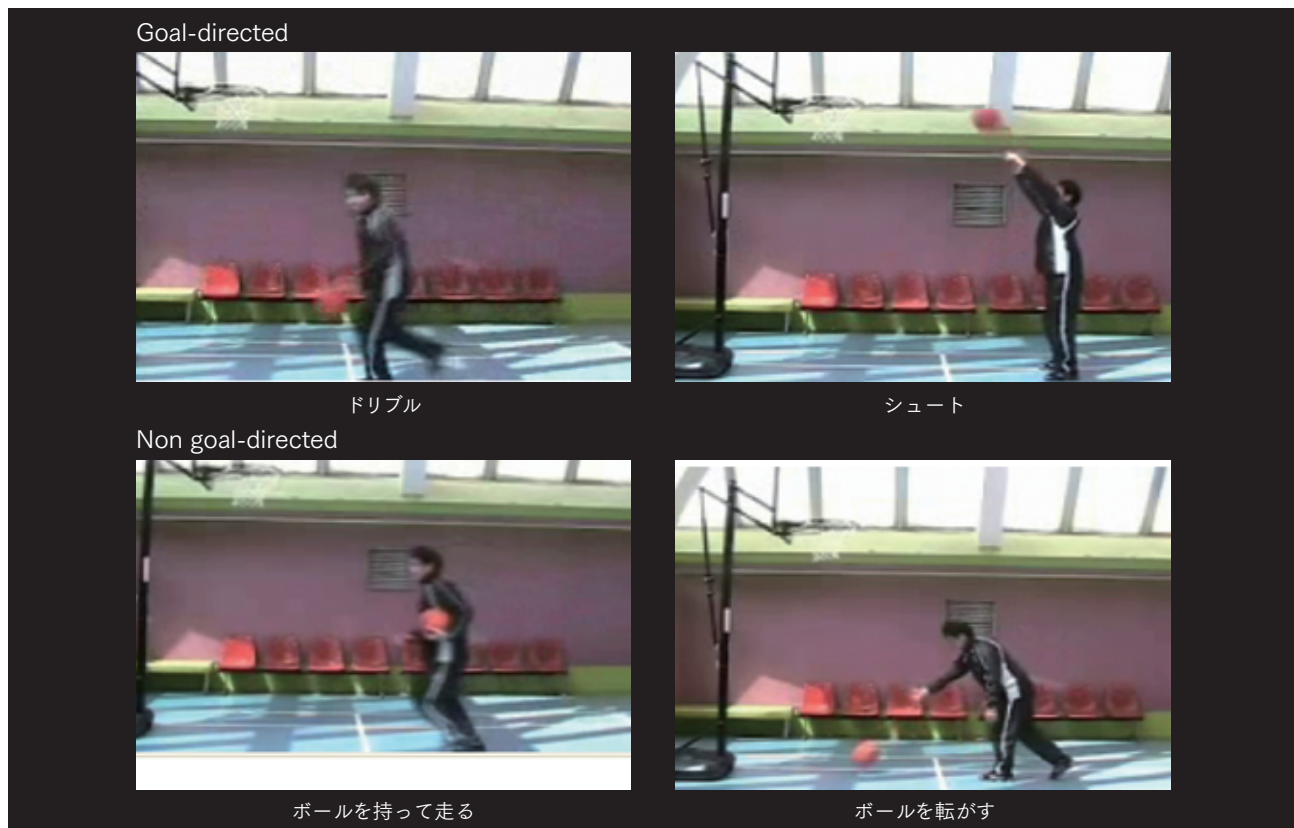 Goal-directed
ドリブル
シュート
Non goal-directed
ボールを持って走る
ボールを転がす